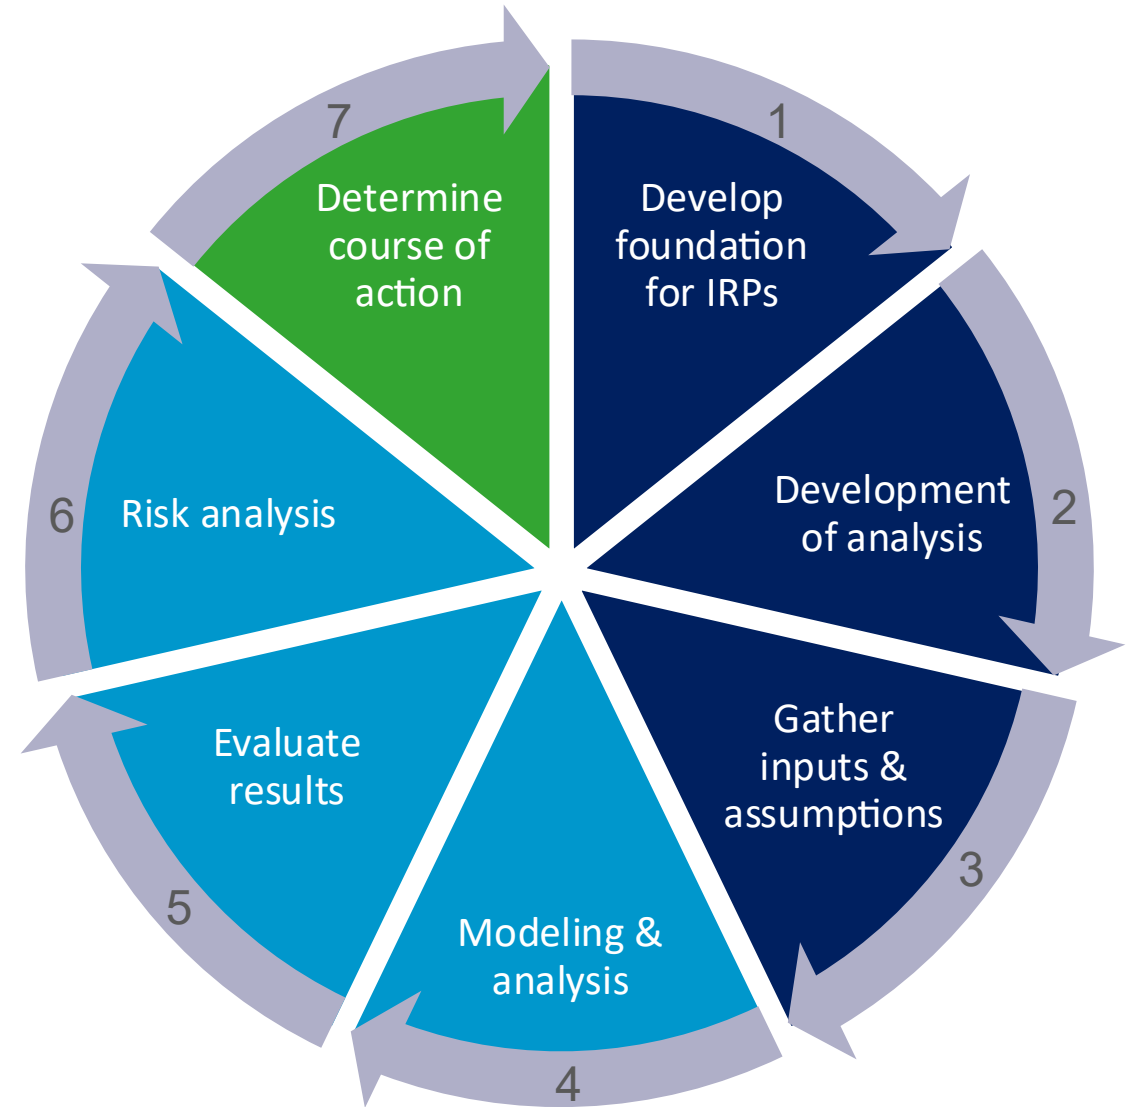 1
Develop
foundation
for IRPs
2
Development
of analysis
3
Gather
inputs &
assumptions
4
Modeling &
analysis
5
Evaluate
results
6
Risk analysis
7
Determine
course of
action